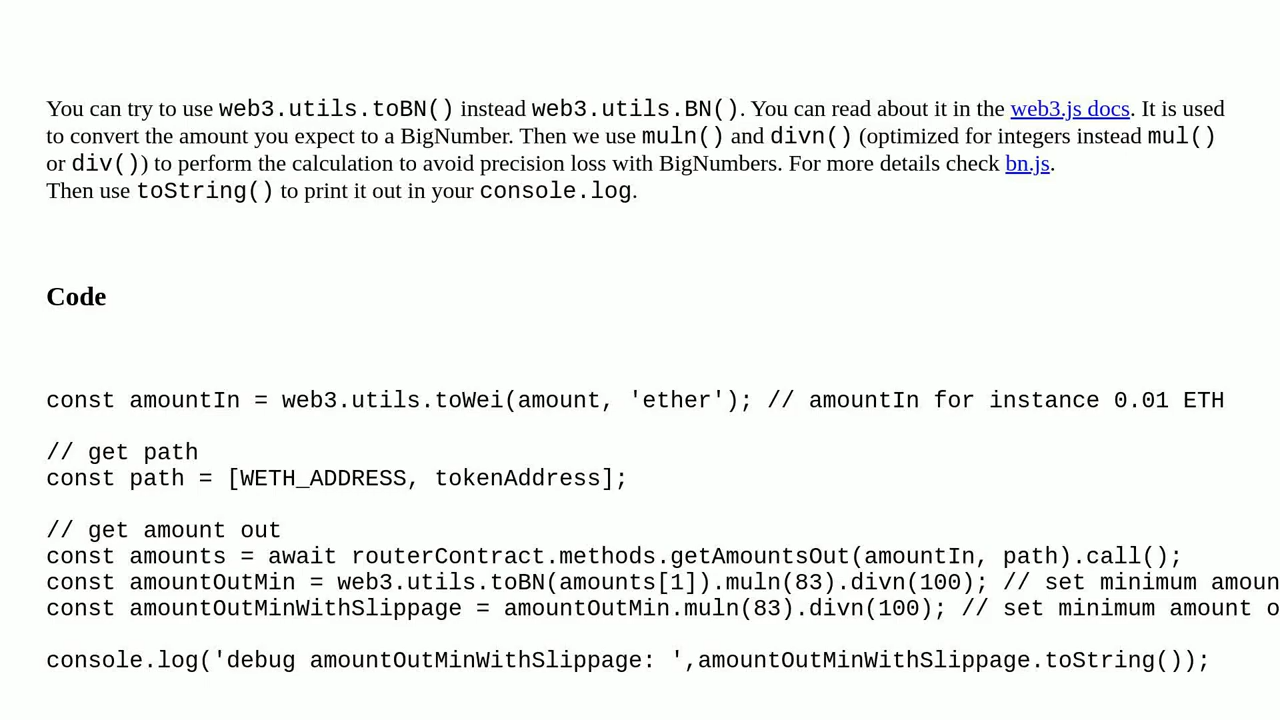 You can try to use web3.utils.toBN() instead web3.utils.BN(). You can read about it in the web3.js docs. It is used
to convert the amount you expect to a BigNumber. Then we use muln() and divn() (optimized for integers instead mul()
or div()) to perform the calculation to avoid precision loss with BigNumbers. For more details check bn.js.
Then use toString() to print it out in your console.log.
Code
const amountIn = web3.utils.toWei(amount, 'ether'); // amountIn for instance 0.01 ETH
// get path
const path = [WETH_ADDRESS, tokenAddress];
// get amount out
const amounts = await routerContract.methods.getAmountsOut(amountIn, path).call();
const amountOutMin = web3.utils.toBN(amounts[1]).muln(83).divn(100); // set minimum amoun
const amountOutMinWithSlippage = amountOutMin.muln(83).divn(100); // set minimum amount o
console.log('debug amountOutMinWithSlippage: ',amountOutMinWithSlippage.toString());